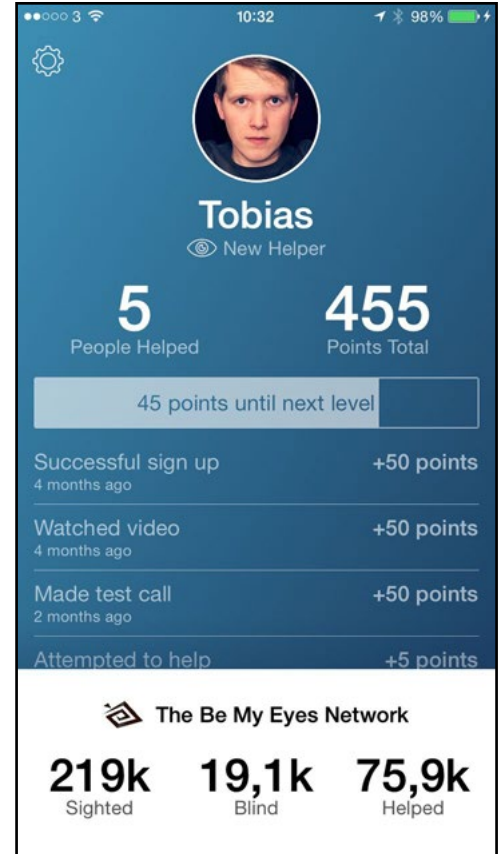 3 10:32 98%
Tobias
New Helper
5 455
People Helped Points Total
45 points until next level
Successful sign up +50 points
4 months ago
Watched video +50 points
4 months ago
Made test call +50 points
2 months ago
Attempted to help +5 points
The Be My Eyes Network
219k 19,1k 75,9k
Sighted Blind Helped